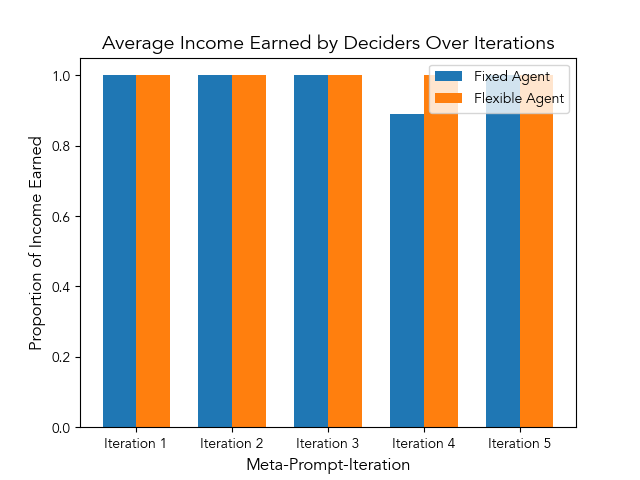 Average Income Earned by Deciders Over Iterations
Fixed Agent
Flexible Agent
Proportion of Income Earned
1.0
0.8
0.6
0.4
0.2
0.0
Iteration 1 Iteration 2 Iteration 3 Iteration 4 Iteration 5
Meta-Prompt-Iteration